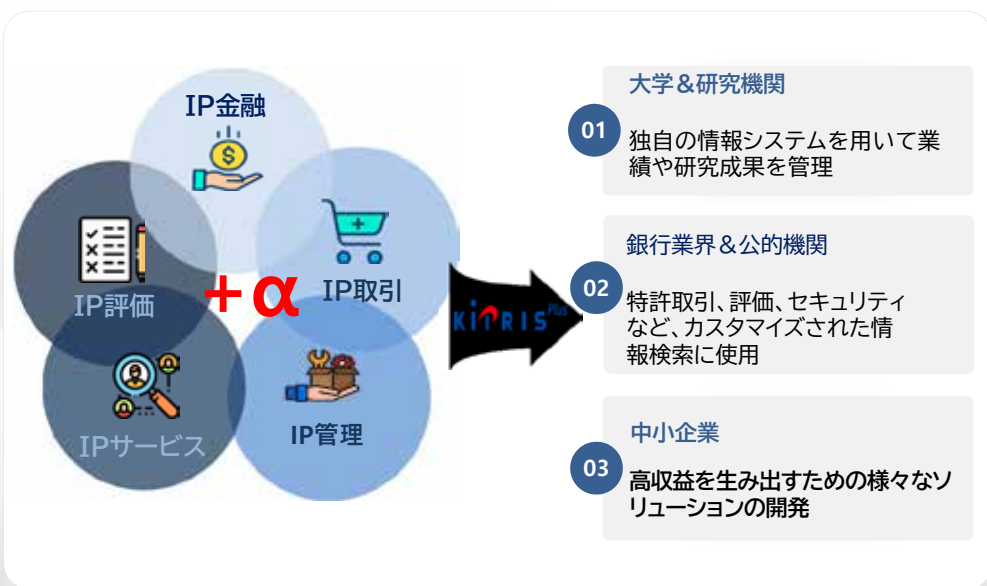 IP金融
IP評価
+α
IP取引
IPサービス
IP管理
KIPRIS Plus
01
大学&研究機関
独自の情報システムを用いて業
績や研究成果を管理
02
銀行業界&公的機関
特許取引、評価、セキュリティ
など、カスタマイズされた情
報検索に使用
03
中小企業
高収益を生み出すための様々なソ
リューションの開発